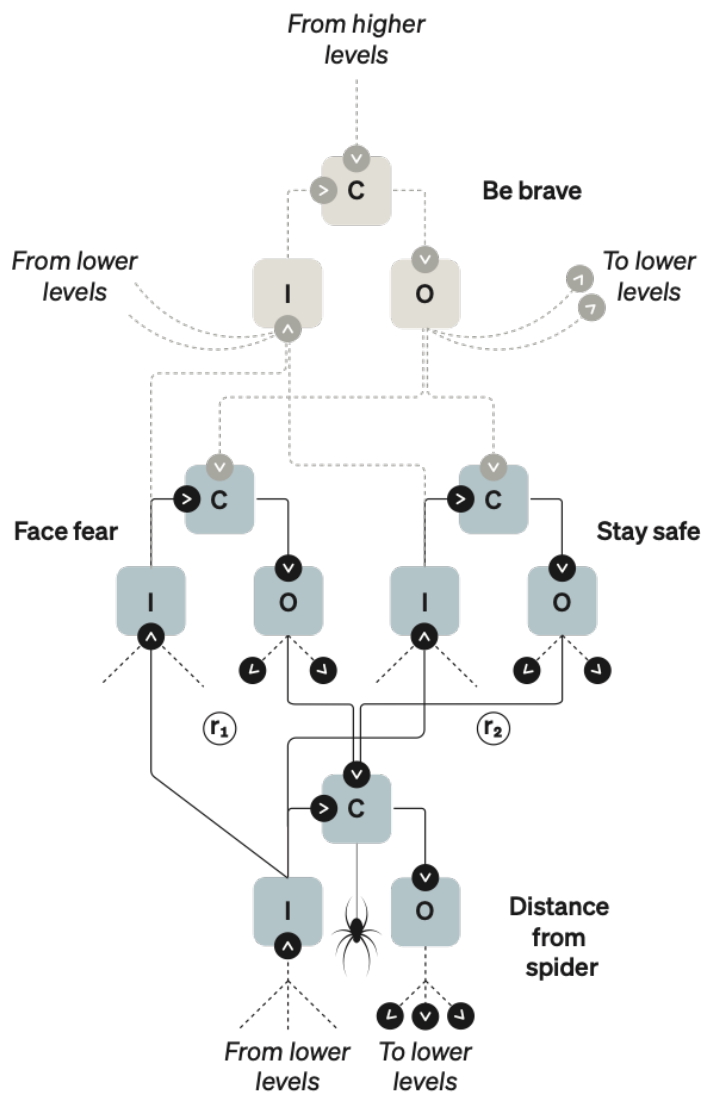 From higher
levels
C
Be brave
From lower
levels
I
O
To lower
levels
C
C
Face fear
Stay safe
I
O
I
O
r₁
r₂
C
I
O
Distance
from
spider
From lower
levels
To lower
levels